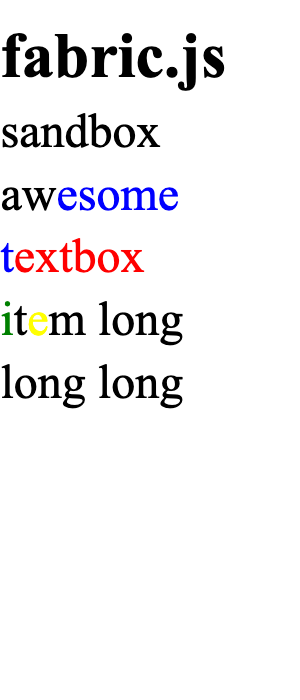 fabric.js
sandbox
awesome
textbox
item long
long long